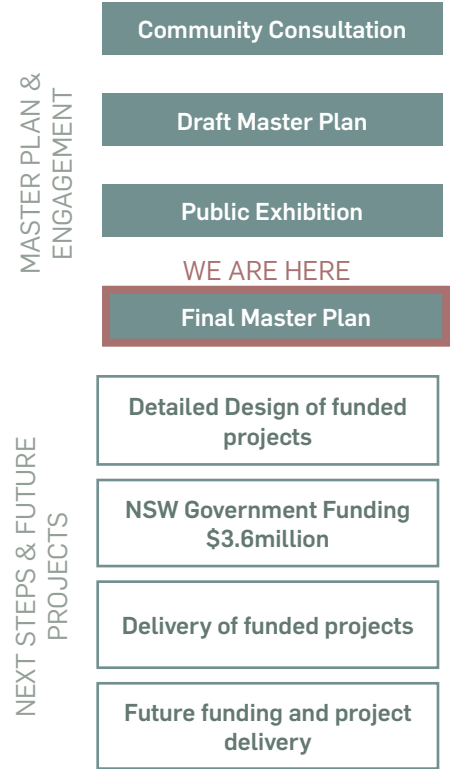 MASTER PLAN &
ENGAGEMENT
Community Consultation
Draft Master Plan
Public Exhibition
WE ARE HERE
Final Master Plan
NEXT STEPS & FUTURE
PROJECTS
Detailed Design of funded
projects
NSW Government Funding
$3.6million
Delivery of funded projects
Future funding and project
delivery